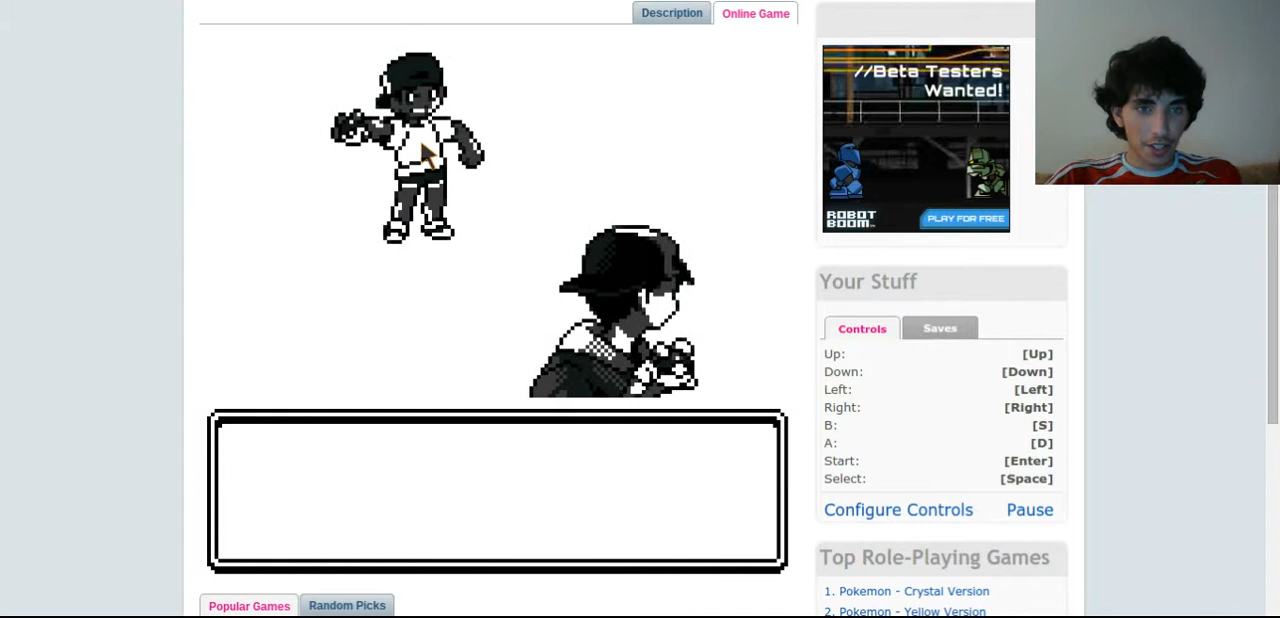 Description
Online Game
//Beta Testers
Wanted!
ROBOT
BOOM
PLAY FOR FREE
Your Stuff
Controls
Saves
Up: [Up]
Down: [Down]
Left: [Left]
Right: [Right]
B: [S]
A: [D]
Start: [Enter]
Select: [Space]
Configure Controls
Pause
Top Role-Playing Games
1. Pokemon - Crystal Version
2. Pokemon - Yellow Version
Popular Games
Random Picks